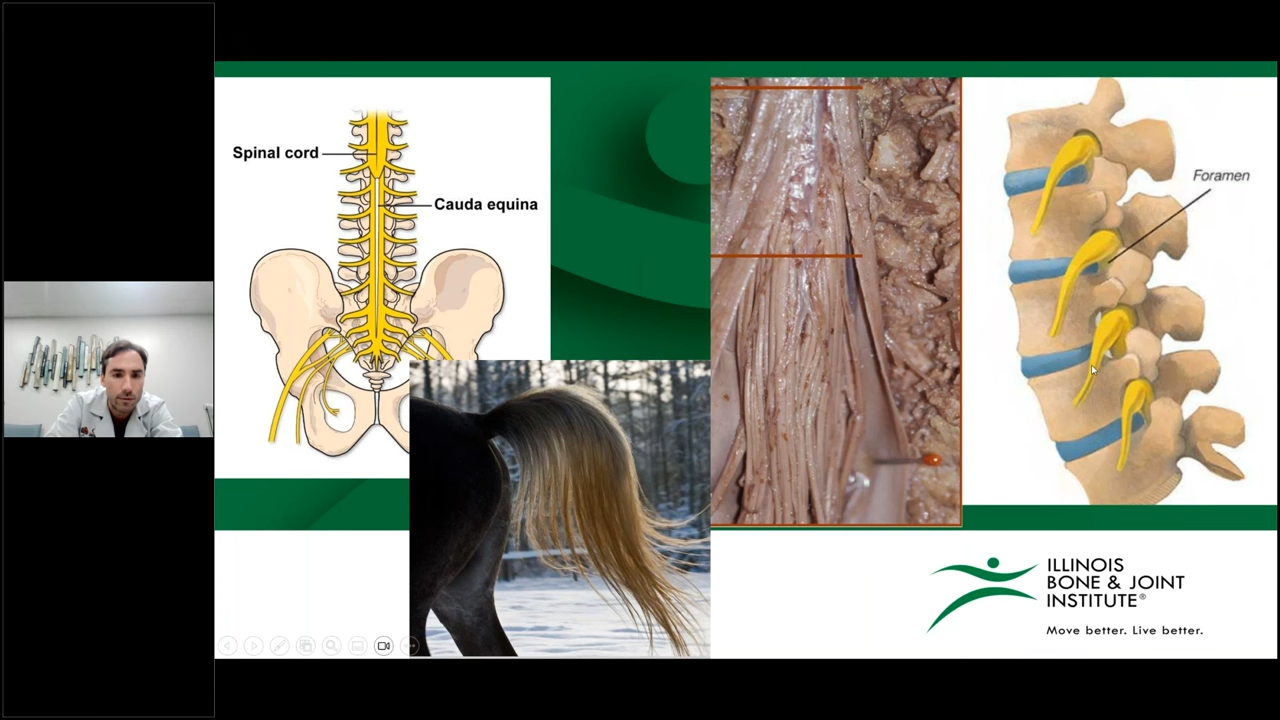 Spinal cord
Cauda equina
Foramen
ILLINOIS
BONE & JOINT
INSTITUTE®
Move better. Live better.